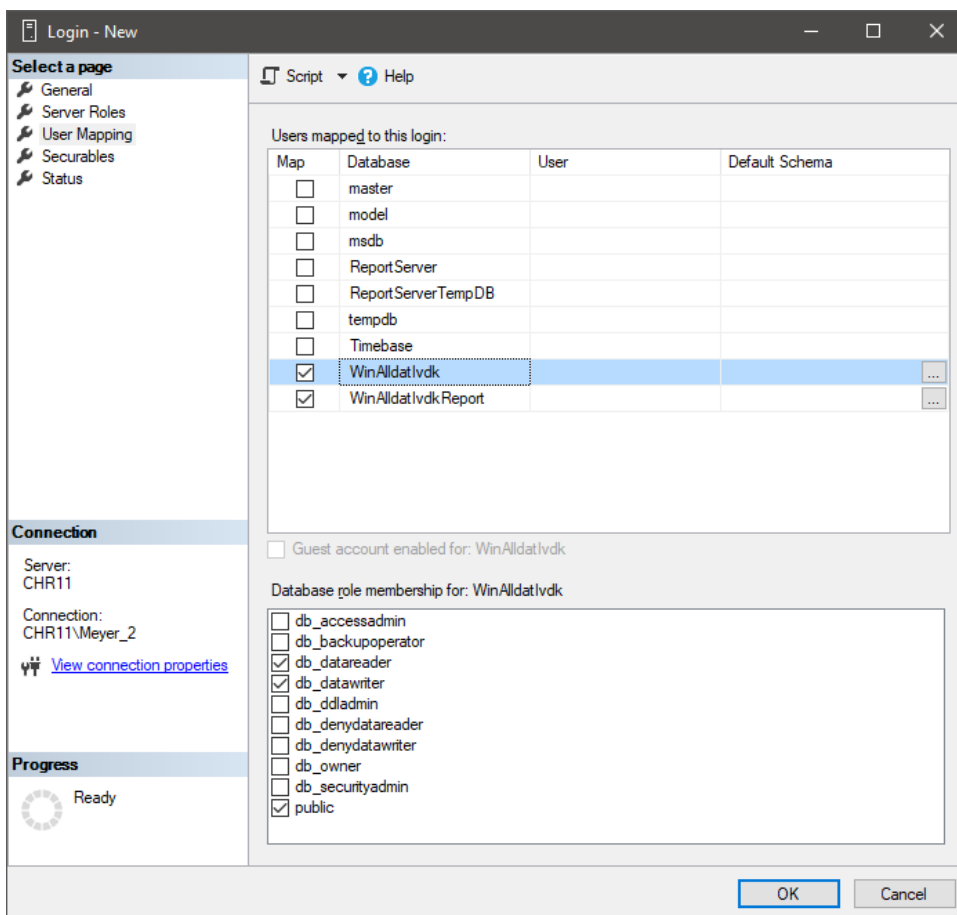 Login - New
Select a page
General
Server Roles
User Mapping
Securables
Status
Script Help
Users mapped to this login:
Map Database User Default Schema
master
model
msdb
ReportServer
ReportServerTempDB
tempdb
Timebase
WinAlldatIvdk ...
WinAlldatIvdkReport ...
Guest account enabled for: WinAlldatIvdk
Database role membership for: WinAlldatIvdk
db_accessadmin
db_backupoperator
db_datareader
db_datawriter
db_ddladmin
db_denydatareader
db_denydatawriter
db_owner
db_securityadmin
public
Connection
Server:
CHR11
Connection:
CHR11\Meyer_2
View connection properties
Progress
Ready
OK Cancel